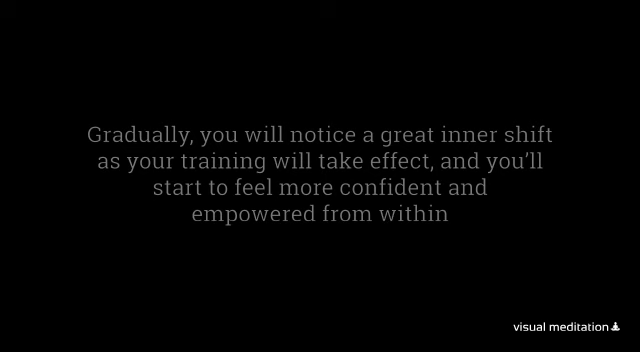 Gradually, you will notice a great inner shift
as your training will take effect, and you’ll
start to feel more confident and
empowered from within
visual meditation